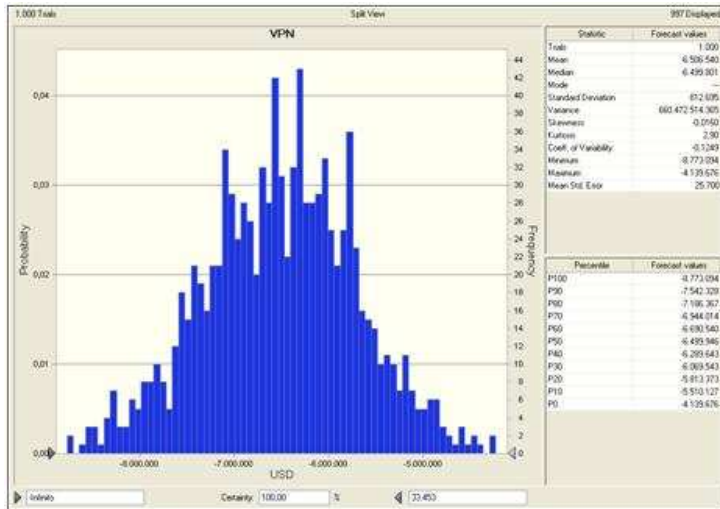 1.000 Trials Split View 997 Displayed
VPN
0,04
0,03
0,02
0,01
0,00
Probability
44
42
40
38
36
34
32
30
28
26
24
22
20
18
16
14
12
10
8
6
4
2
0
Frequency
-8.000.000 -7.000.000 -6.000.000 -5.000.000
USD
Statistic Forecast values
Trials 1.000
Mean -6.506.540
Median -6.499.801
Mode ---
Standard Deviation 812.695
Variance 660.472.514.305
Skewness -0,0160
Kurtosis 2,90
Coeff. of Variability -0,1249
Minimum -8.773.094
Maximum -4.139.676
Mean Std. Error 25.700
Percentile Forecast values
P100 -8.773.094
P90 -7.542.328
P80 -7.186.367
P70 -6.944.014
P60 -6.690.540
P50 -6.499.946
P40 -6.289.643
P30 -6.069.543
P20 -5.813.373
P10 -5.510.127
P0 -4.139.676
-Infinito Certainty: 100,00 % 33.453